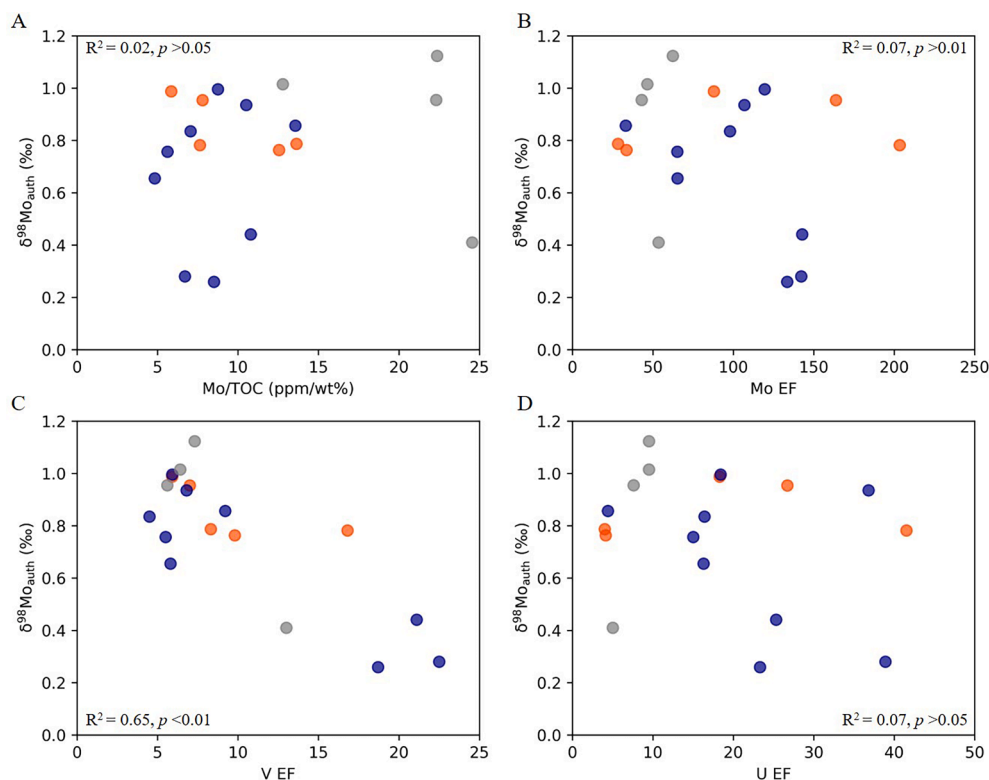 A
R² = 0.02, p >0.05
1.2
1.0
0.8
0.6
0.4
0.2
0.0
δ⁹⁸Moauth (‰)
0 5 10 15 20 25
Mo/TOC (ppm/wt%)
B
R² = 0.07, p >0.01
1.2
1.0
0.8
0.6
0.4
0.2
0.0
δ⁹⁸Moauth (‰)
0 50 100 150 200 250
Mo EF
C
1.2
1.0
0.8
0.6
0.4
0.2
0.0
δ⁹⁸Moauth (‰)
R² = 0.65, p <0.01
0 5 10 15 20 25
V EF
D
1.2
1.0
0.8
0.6
0.4
0.2
0.0
δ⁹⁸Moauth (‰)
R² = 0.07, p >0.05
0 10 20 30 40 50
U EF